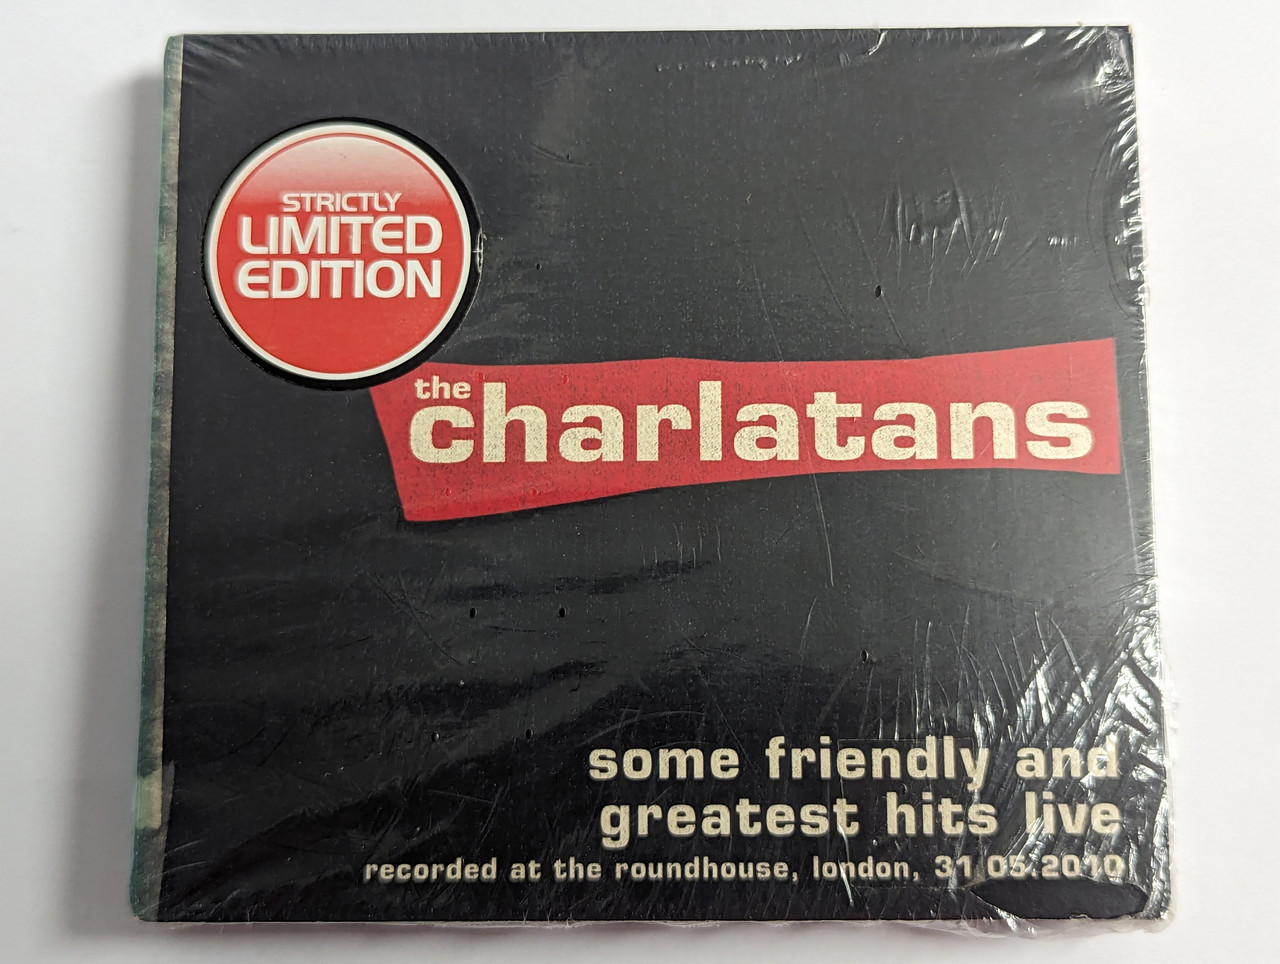 STRICTLY
LIMITED
EDITION
the
charlatans
some friendly and
greatest hits live
recorded at the roundhouse, london, 31.05.2010